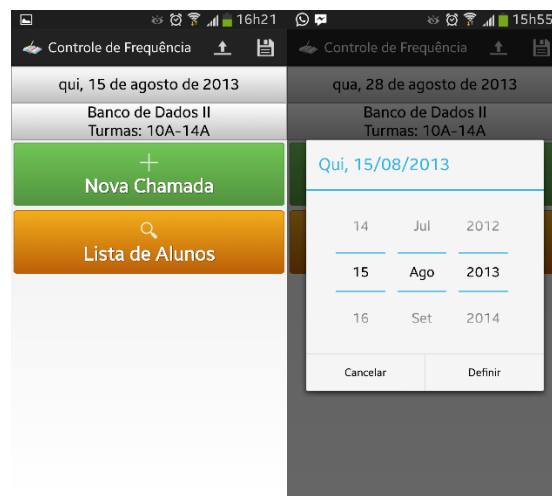 16h21
Controle de Frequência
qui, 15 de agosto de 2013
Banco de Dados II
Turmas: 10A-14A
Nova Chamada
Lista de Alunos
15h55
Controle de Frequência
qua, 28 de agosto de 2013
Banco de Dados II
Turmas: 10A-14A
Qui, 15/08/2013
14 Jul 2012
15 Ago 2013
16 Set 2014
Cancelar Definir